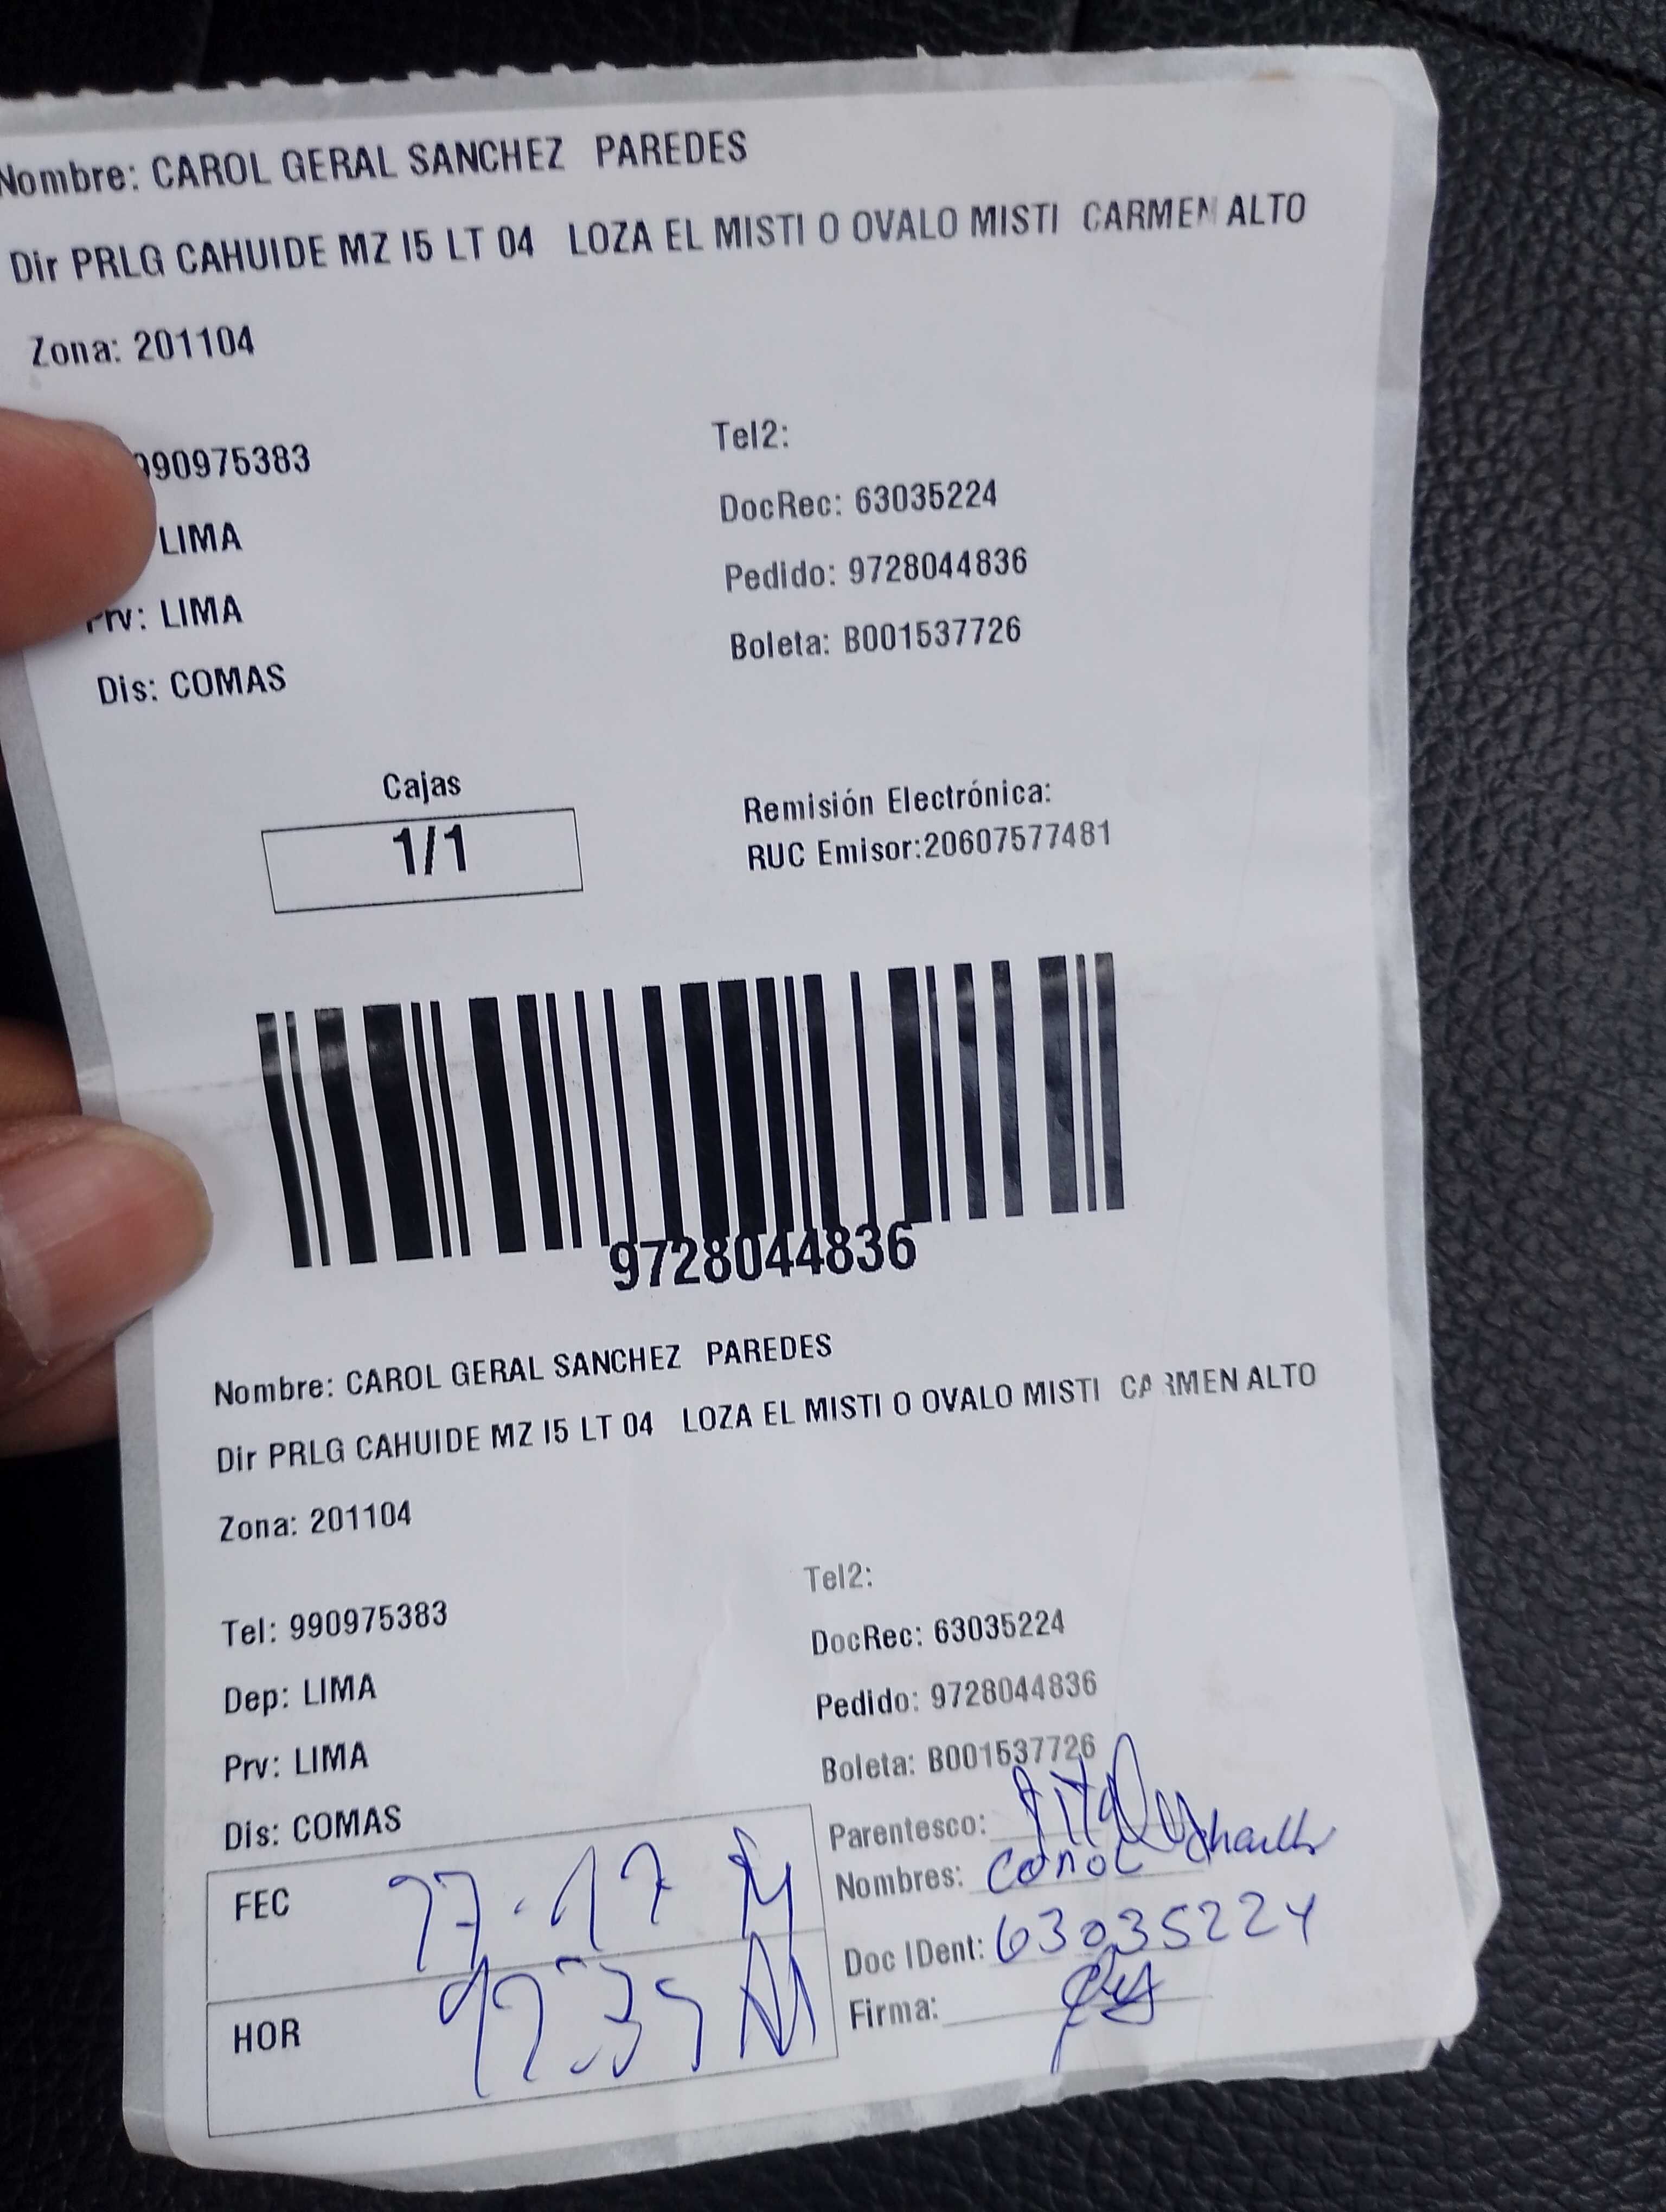 Nombre: CAROL GERAL SANCHEZ PAREDES
Dir PRLG CAHUIDE MZ I5 LT 04 LOZA EL MISTI O OVALO MISTI CARMEN ALTO
Zona: 201104
990975383
Tel2:
LIMA
DocRec: 63035224
Prv: LIMA
Pedido: 9728044836
Dis: COMAS
Boleta: B001537726
Cajas
1/1
Remisión Electrónica:
RUC Emisor:20607577481
9728044836
Nombre: CAROL GERAL SANCHEZ PAREDES
Dir PRLG CAHUIDE MZ I5 LT 04 LOZA EL MISTI O OVALO MISTI CARMEN ALTO
Zona: 201104
Tel2:
Tel: 990975383
DocRec: 63035224
Dep: LIMA
Pedido: 9728044836
Prv: LIMA
Boleta: B001537726
Dis: COMAS
Parentesco:
Nombres: Carol
FEC
Doc IDent: 63035224
HOR
Firma: